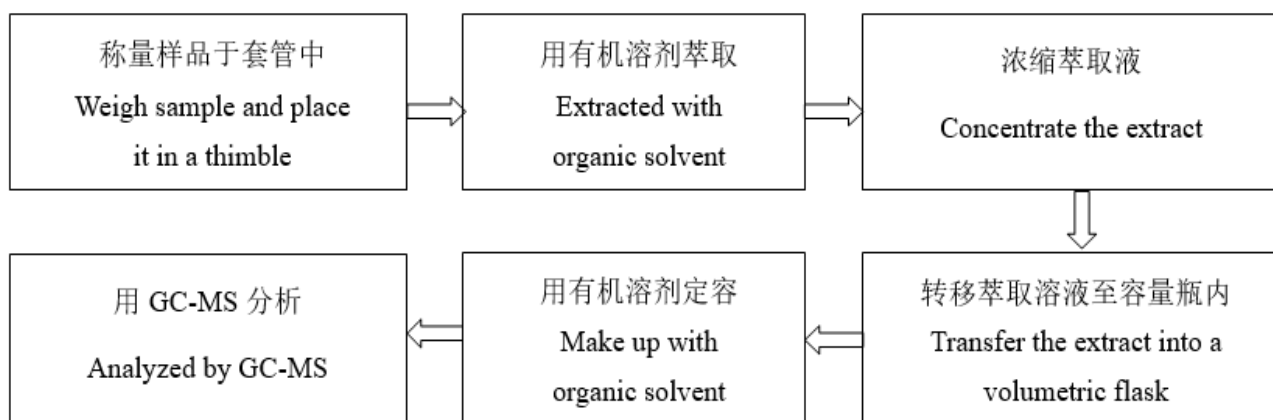 称量样品于套管中
Weigh sample and place
it in a thimble
用有机溶剂萃取
Extracted with
organic solvent
浓缩萃取液
Concentrate the extract
转移萃取溶液至容量瓶内
Transfer the extract into a
volumetric flask
用有机溶剂定容
Make up with
organic solvent
用 GC-MS 分析
Analyzed by GC-MS